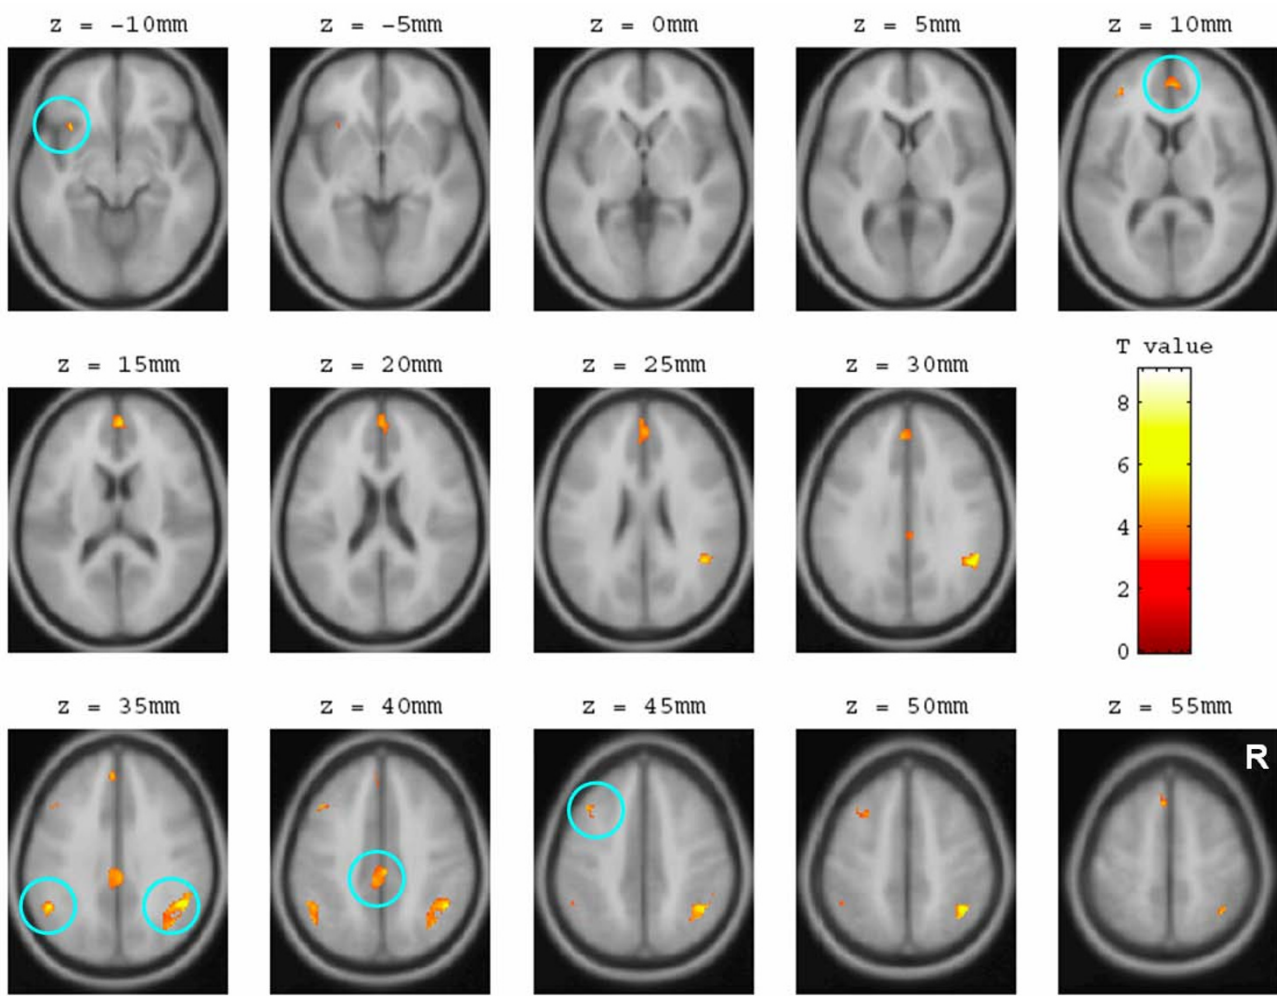 z = -10mm z = -5mm z = 0mm z = 5mm z = 10mm
z = 15mm z = 20mm z = 25mm z = 30mm
T value
8
6
4
2
0
z = 35mm z = 40mm z = 45mm z = 50mm z = 55mm
R